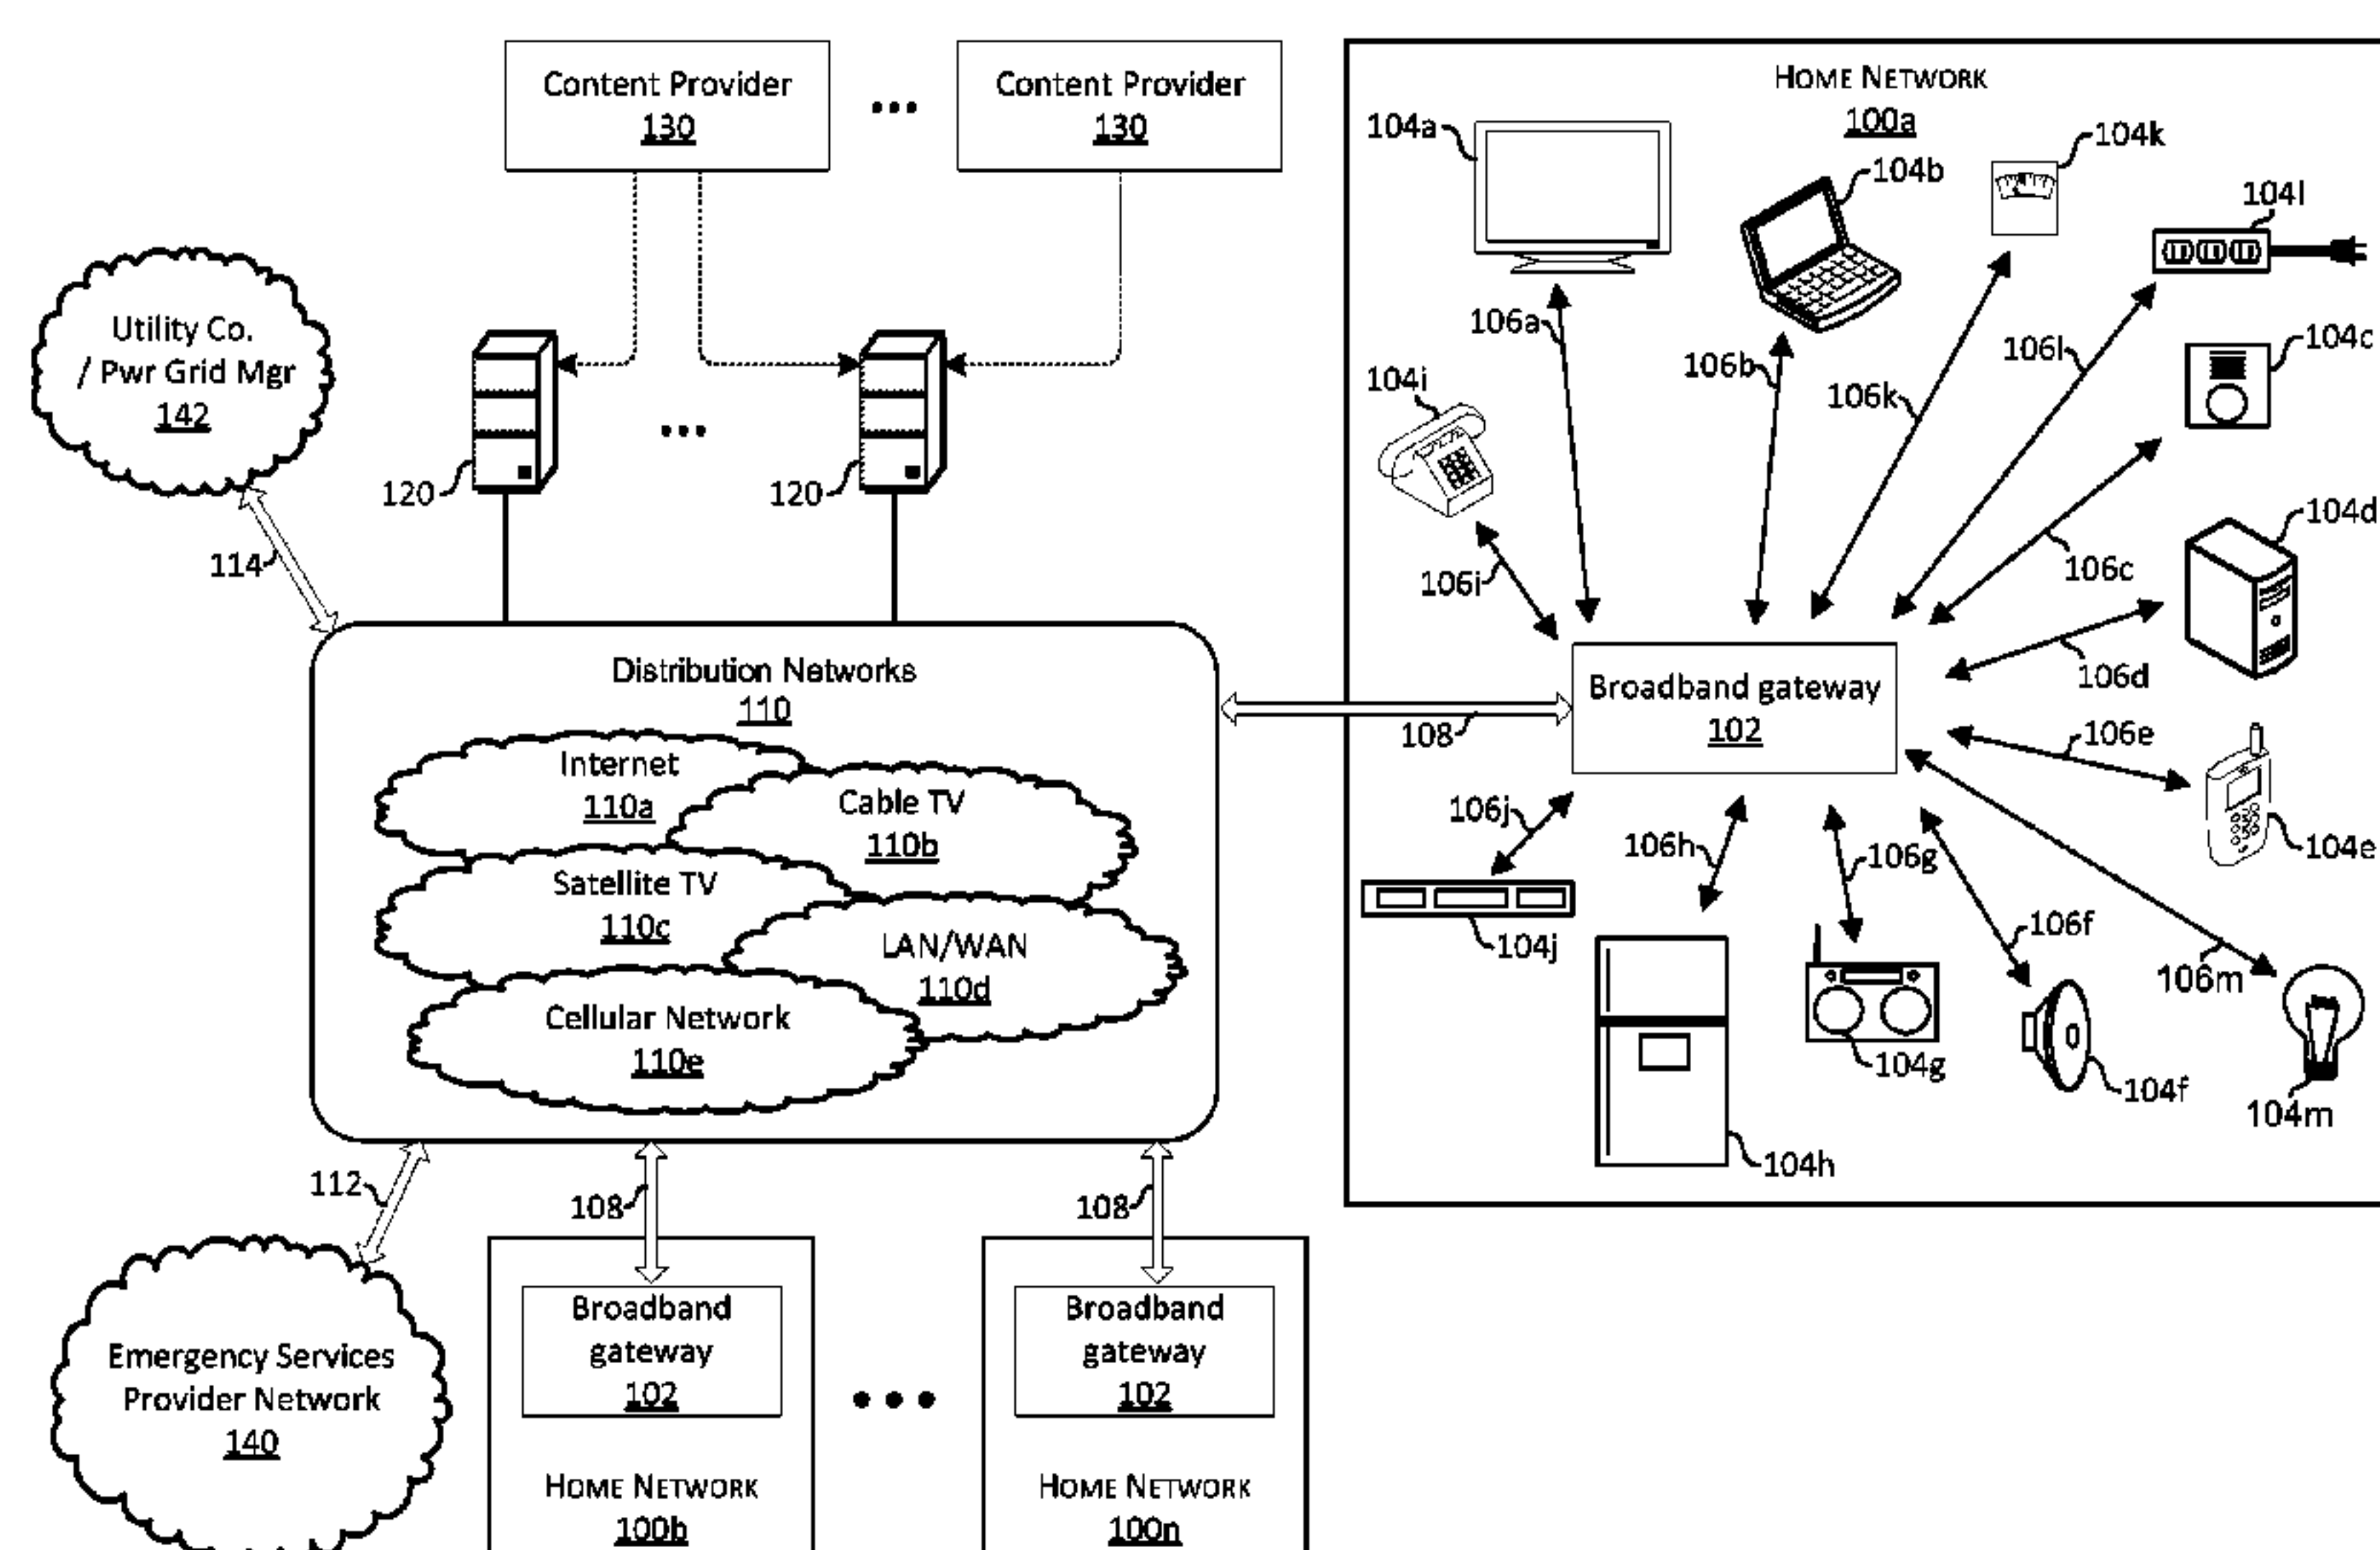 Content Provider
130
...
Content Provider
130
Utility Co.
/ Pwr Grid Mgr
142
120
...
120
114
Distribution Networks
110
Internet
110a
Cable TV
110b
Satellite TV
110c
LAN/WAN
110d
Cellular Network
110e
112
108
108
Emergency Services
Provider Network
140
Broadband
gateway
102
HOME NETWORK
100b
...
Broadband
gateway
102
HOME NETWORK
100n
HOME NETWORK
100a
104a
104b
104k
104l
106a
106b
106k
106l
104c
104i
106i
106c
104d
106d
Broadband gateway
102
108
106e
104e
106j
106h
106g
104j
106f
106m
104g
104f
104m
104h